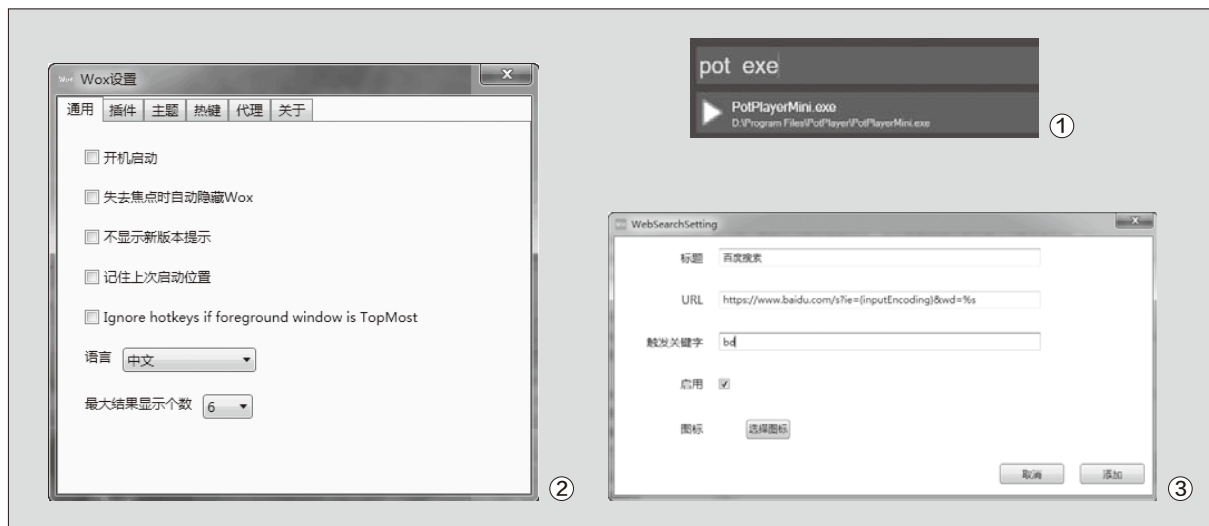 Wox设置
通用 插件 主题 热键 代理 关于
开机启动
失去焦点时自动隐藏Wox
不显示新版本提示
记住上次启动位置
Ignore hotkeys if foreground window is TopMost
语言 中文
最大结果显示个数 6
②
pot exe
PotPlayerMini.exe
D:\Program Files\PotPlayer\PotPlayerMini.exe
①
WebSearchSetting
标题 百度搜索
URL https://www.baidu.com/s?ie={inputEncoding}&wd=%s
触发关键字 bd
启用
图标 选择图标
取消 添加
③